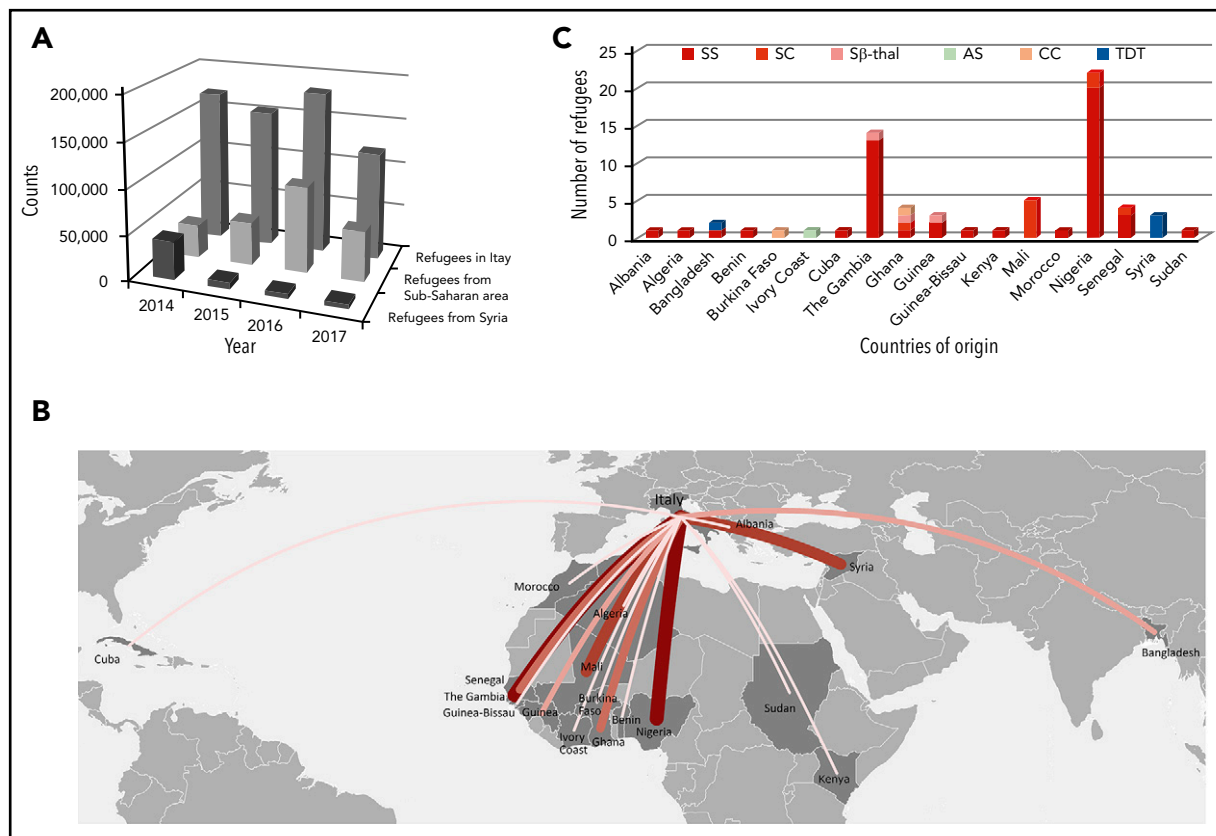 A
200,000
150,000
100,000
50,000
0
Counts
2014
2015
2016
2017
Year
Refugees in Itay
Refugees from
Sub-Saharan area
Refugees from Syria
C
SS
SC
Sβ-thal
AS
CC
TDT
25
20
15
10
5
0
Number of refugees
Albania
Algeria
Bangladesh
Benin
Burkina Faso
Ivory Coast
Cuba
The Gambia
Ghana
Guinea
Guinea-Bissau
Kenya
Mali
Morocco
Nigeria
Senegal
Syria
Sudan
Countries of origin
B
Italy
Albania
Syria
Morocco
Algeria
Cuba
Bangladesh
Mali
Senegal
The Gambia
Guinea-Bissau
Guinea
Burkina
Faso
Benin
Ivory
Coast
Ghana
Nigeria
Sudan
Kenya